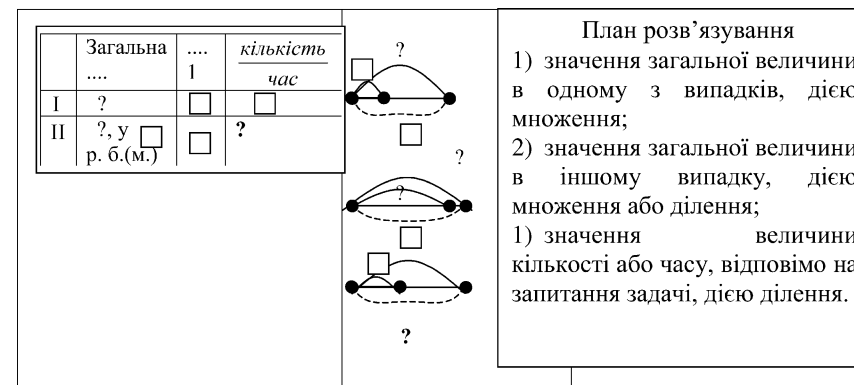 Загальна .... кількість
.... 1 час
I ?
II ?, у ?
р. б.(м.)
?
?
?
?
План розв’язування
1) значення загальної величини
в одному з випадків, дією
множення;
2) значення загальної величини
в іншому випадку, дією
множення або ділення;
1) значення величини
кількості або часу, відповімо на
запитання задачі, дією ділення.